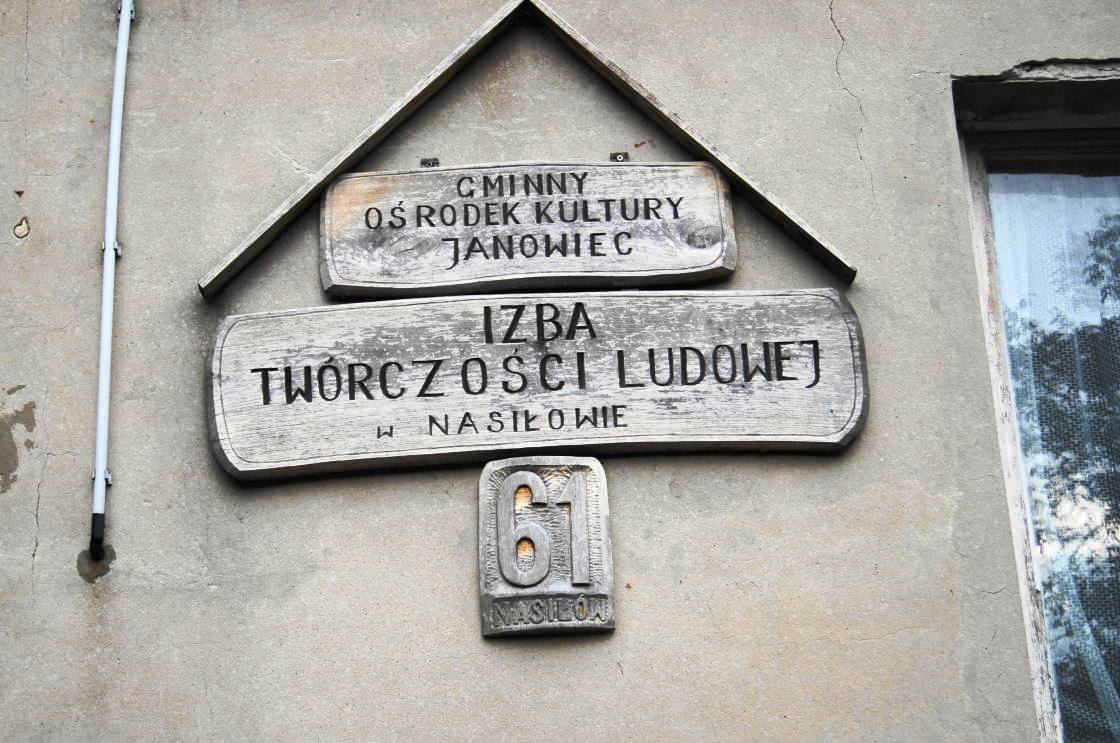 GMINNY
OŚRODEK KULTURY
JANOWIEC
IZBA
TWÓRCZOŚCI LUDOWEJ
w NASIŁOWIE
61
NASIŁÓW